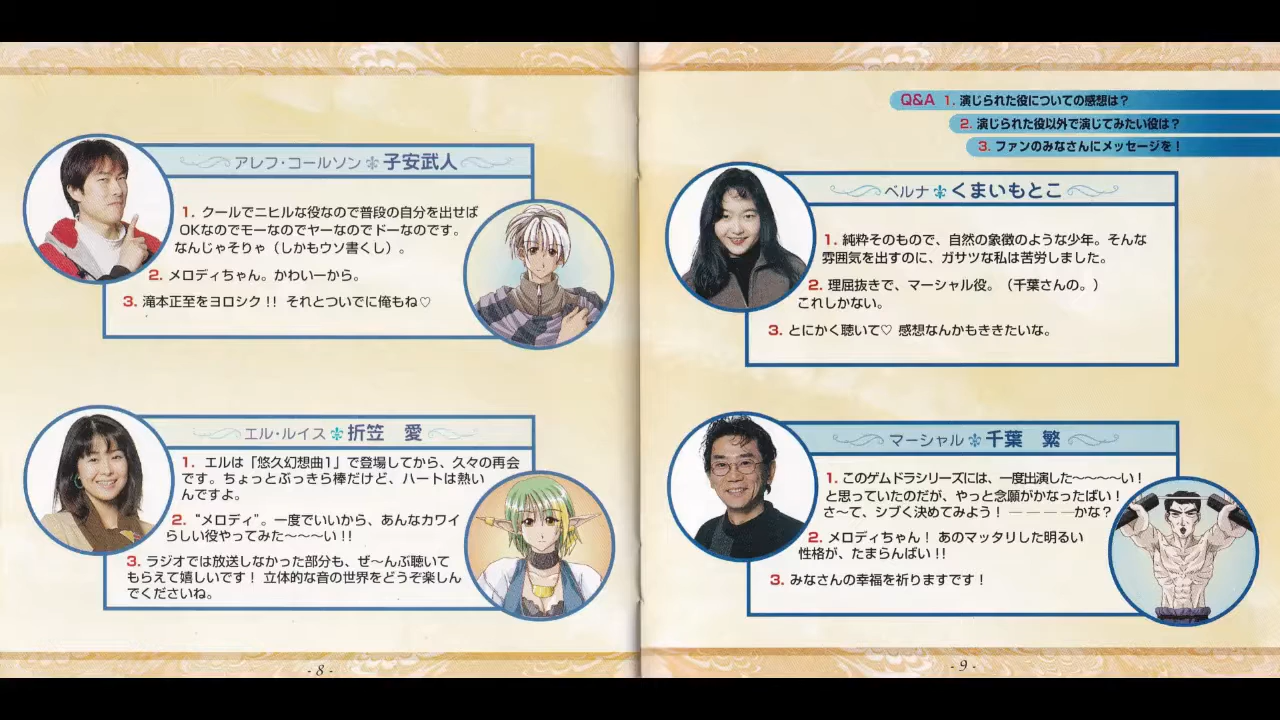 アレフ・コールソン 子安武人
1. クールでニヒルな役なので普段の自分を出せば
OKなのでモーなのでヤーなのでドーなのです。
なんじゃそりゃ（しかもウソ書くし）。
2. メロディちゃん。かわいーから。
3. 滝本正至をヨロシク!! それとついでに俺もね♡
エル・ルイス 折笠 愛
1. エルは「悠久幻想曲1」で登場してから、久々の再会
です。ちょっとぶっきら棒だけど、ハートは熱い
んですよ。
2. “メロディ”。一度でいいから、あんなカワイ
らしい役やってみた〜〜〜い!!
3. ラジオでは放送しなかった部分も、ぜ〜んぶ聴いて
もらえて嬉しいです！ 立体的な音の世界をどうぞ楽しん
でくださいね。
- 8 -
Q&A 1. 演じられた役についての感想は？
2. 演じられた役以外で演じてみたい役は？
3. ファンのみなさんにメッセージを！
ベルナ くまいもとこ
1. 純粋そのもので、自然の象徴のような少年。そんな
雰囲気を出すのに、ガサツな私は苦労しました。
2. 理屈抜きで、マーシャル役。（千葉さんの。）
これしかない。
3. とにかく聴いて♡ 感想なんかもききたいな。
マーシャル 千葉 繁
1. このゲムドラシリーズには、一度出演した〜〜〜〜い！
と思っていたのだが、やっと念願がかなったばい！
さ〜て、シブく決めてみよう！ ————かな？
2. メロディちゃん！ あのマッタリした明るい
性格が、たまらんばい!!
3. みなさんの幸福を祈りますです！
- 9 -